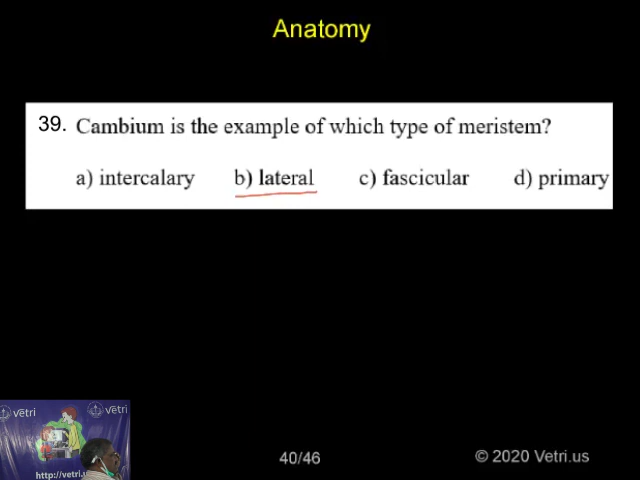 Anatomy
39. Cambium is the example of which type of meristem?
a) intercalary b) lateral c) fascicular d) primary
vetri vetri
http://vetri.u
40/46 © 2020 Vetri.us